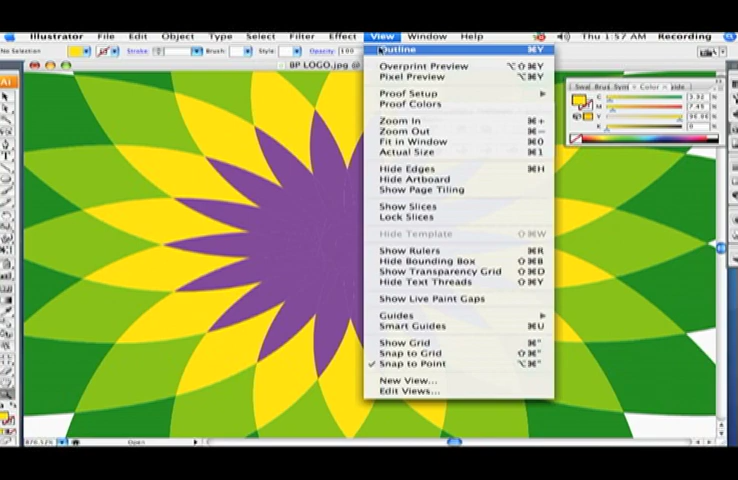 Illustrator File Edit Object Type Select Filter Effect View Window Help Thu 1:57 AM Recording
No Selection Stroke: Brush: Style: Opacity: 100
BP LOGO.jpg @
Outline ⌘Y
Overprint Preview ⌥⇧⌘Y
Pixel Preview ⌥⌘Y
Proof Setup
Proof Colors
Zoom In ⌘+
Zoom Out ⌘−
Fit in Window ⌘0
Actual Size ⌘1
Hide Edges ⌘H
Hide Artboard
Show Page Tiling
Show Slices
Lock Slices
Hide Template ⇧⌘W
Show Rulers ⌘R
Hide Bounding Box ⇧⌘B
Show Transparency Grid ⇧⌘D
Hide Text Threads ⇧⌘Y
Show Live Paint Gaps
Guides
Smart Guides ⌘U
Show Grid ⌘"
Snap to Grid ⇧⌘"
✓ Snap to Point ⌥⌘"
New View...
Edit Views...
Ai
Color
C
M
Y
K
Open